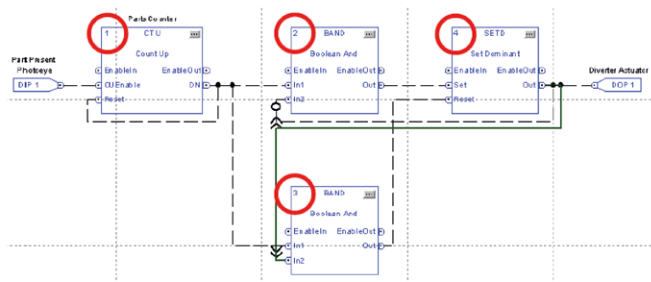 Parts Counter
1 CTU ...
Count Up
EnableIn EnableOut
CUEnable DN
Reset
Part Present
Photoeye
DIP 1
2 BAND ...
Boolean And
EnableIn EnableOut
In1 Out
In2
4 SETD ...
Set Dominant
EnableIn EnableOut
Set Out
Reset
Diverter Actuator
DOP 1
3 BAND ...
Boolean And
EnableIn EnableOut
In1 Out
In2